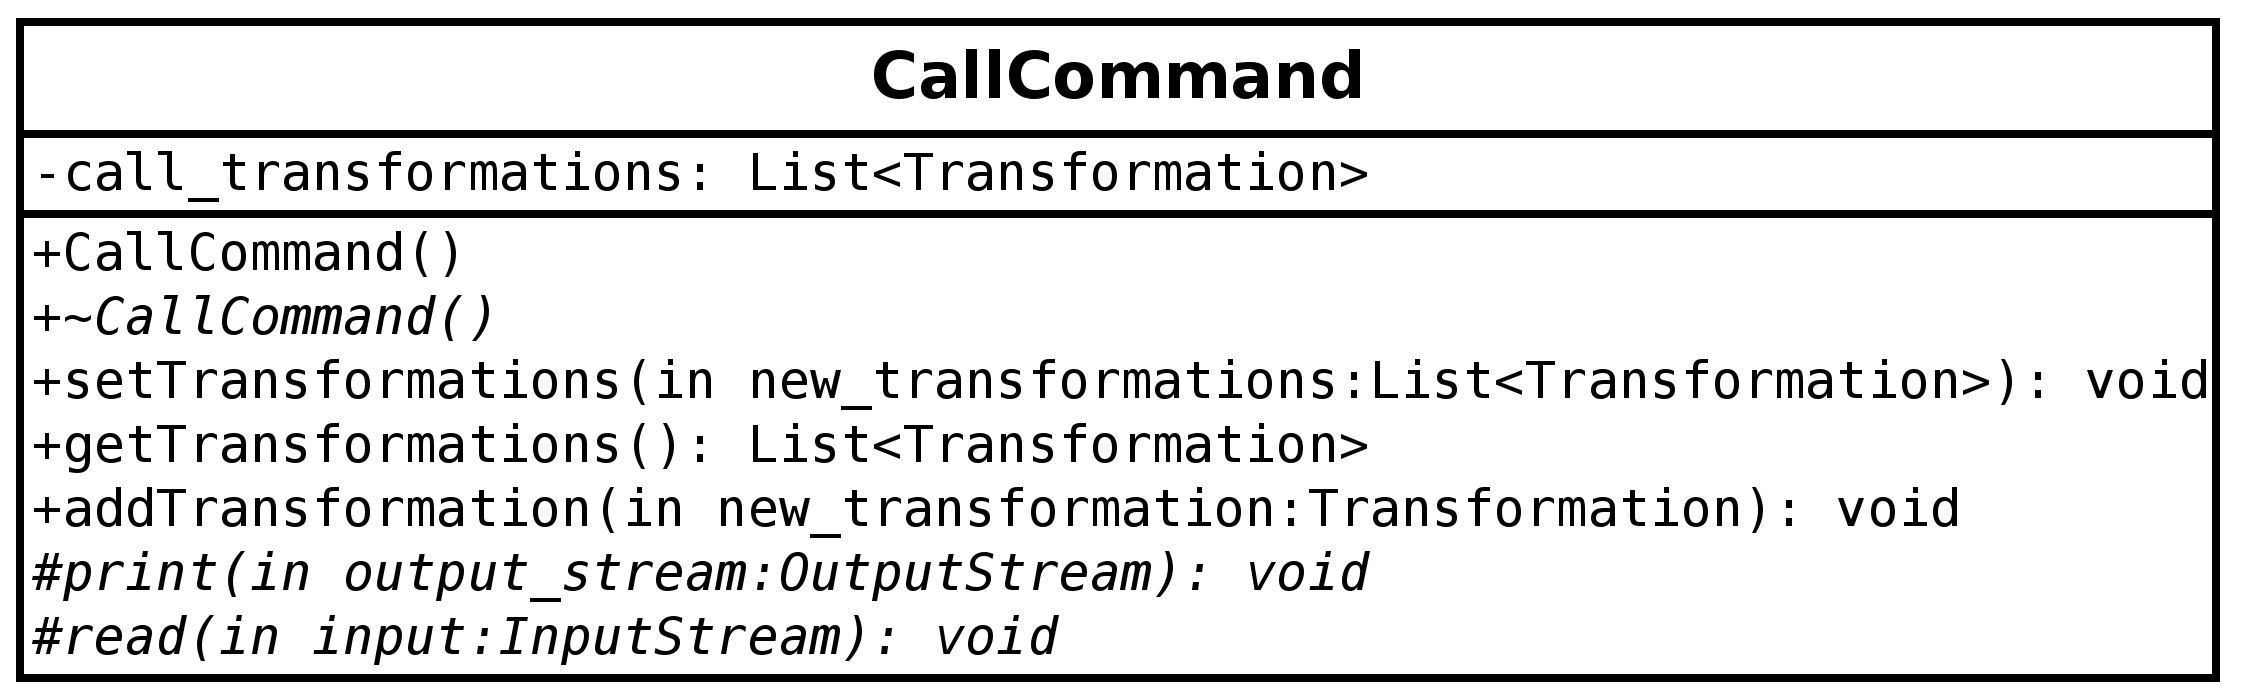 CallCommand
-call_transformations: List<Transformation>
+CallCommand()
+~CallCommand()
+setTransformations(in new_transformations:List<Transformation>): void
+getTransformations(): List<Transformation>
+addTransformation(in new_transformation:Transformation): void
#print(in output_stream:OutputStream): void
#read(in input:InputStream): void